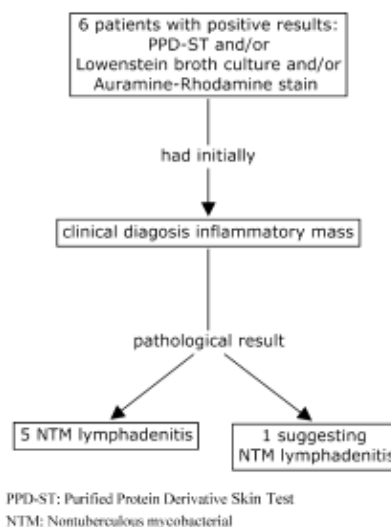 6 patients with positive results:
PPD-ST and/or
Lowenstein broth culture and/or
Auramine-Rhodamine stain
had initially
clinical diagnosis inflammatory mass
pathological result
5 NTM lymphadenitis
1 suggesting
NTM lymphadenitis
PPD-ST: Purified Protein Derivative Skin Test
NTM: Nontuberculous mycobacterial